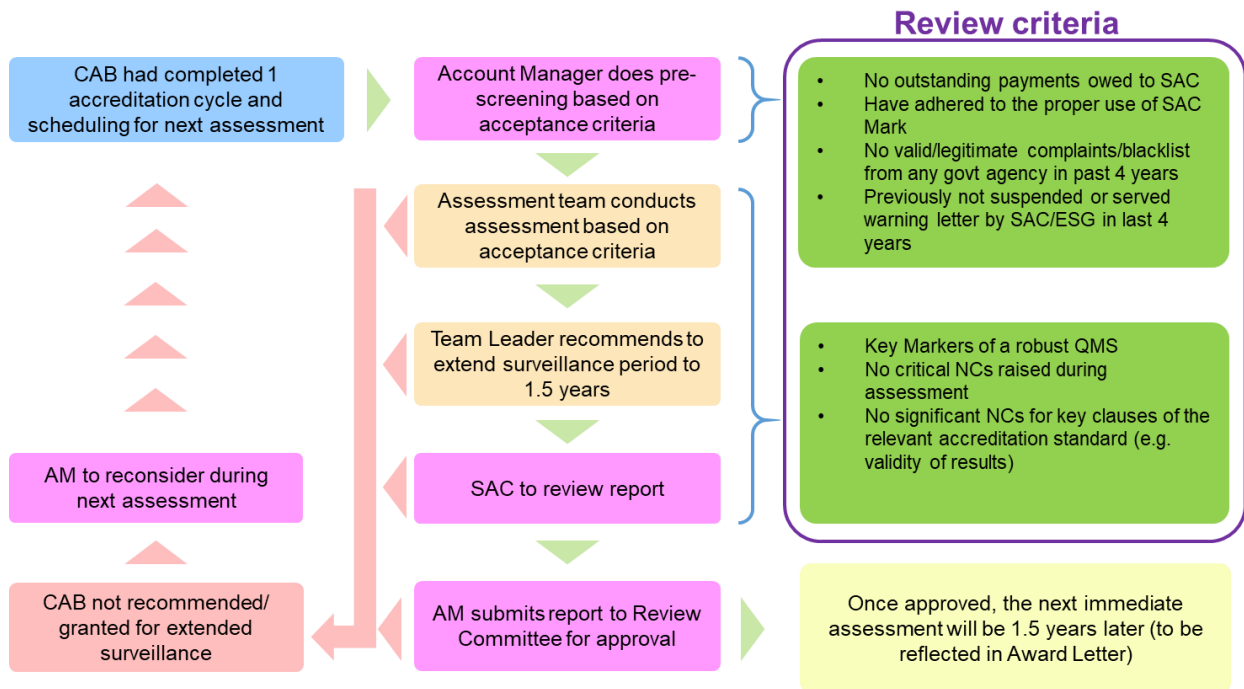 Review criteria
CAB had completed 1
accreditation cycle and
scheduling for next assessment
Account Manager does pre-
screening based on
acceptance criteria
• No outstanding payments owed to SAC
• Have adhered to the proper use of SAC
Mark
• No valid/legitimate complaints/blacklist
from any govt agency in past 4 years
• Previously not suspended or served
warning letter by SAC/ESG in last 4
years
Assessment team conducts
assessment based on
acceptance criteria
Team Leader recommends to
extend surveillance period to
1.5 years
• Key Markers of a robust QMS
• No critical NCs raised during
assessment
• No significant NCs for key clauses of the
relevant accreditation standard (e.g.
validity of results)
AM to reconsider during
next assessment
SAC to review report
CAB not recommended/
granted for extended
surveillance
AM submits report to Review
Committee for approval
Once approved, the next immediate
assessment will be 1.5 years later (to be
reflected in Award Letter)